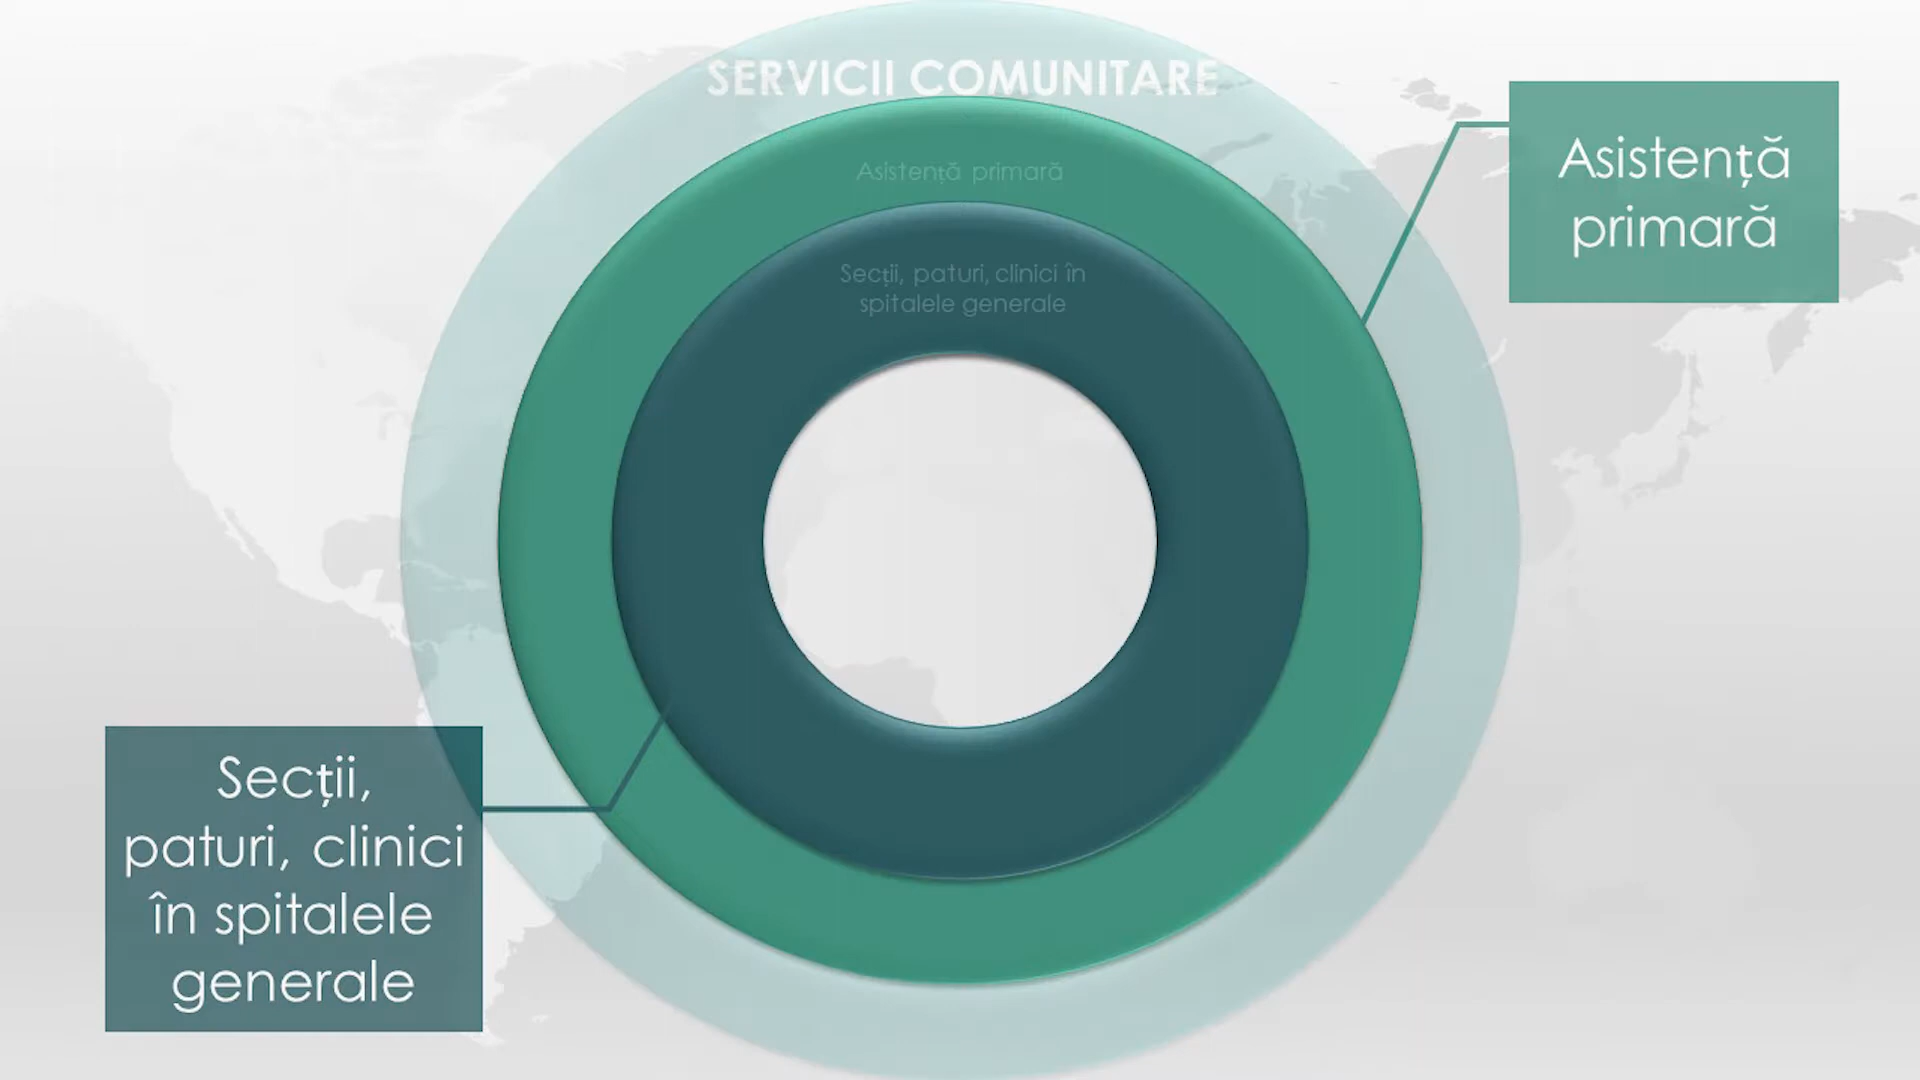 SERVICII COMUNITARE
Asistență primară
Secții, paturi, clinici în
spitalele generale
Asistență
primară
Secții,
paturi, clinici
în spitalele
generale